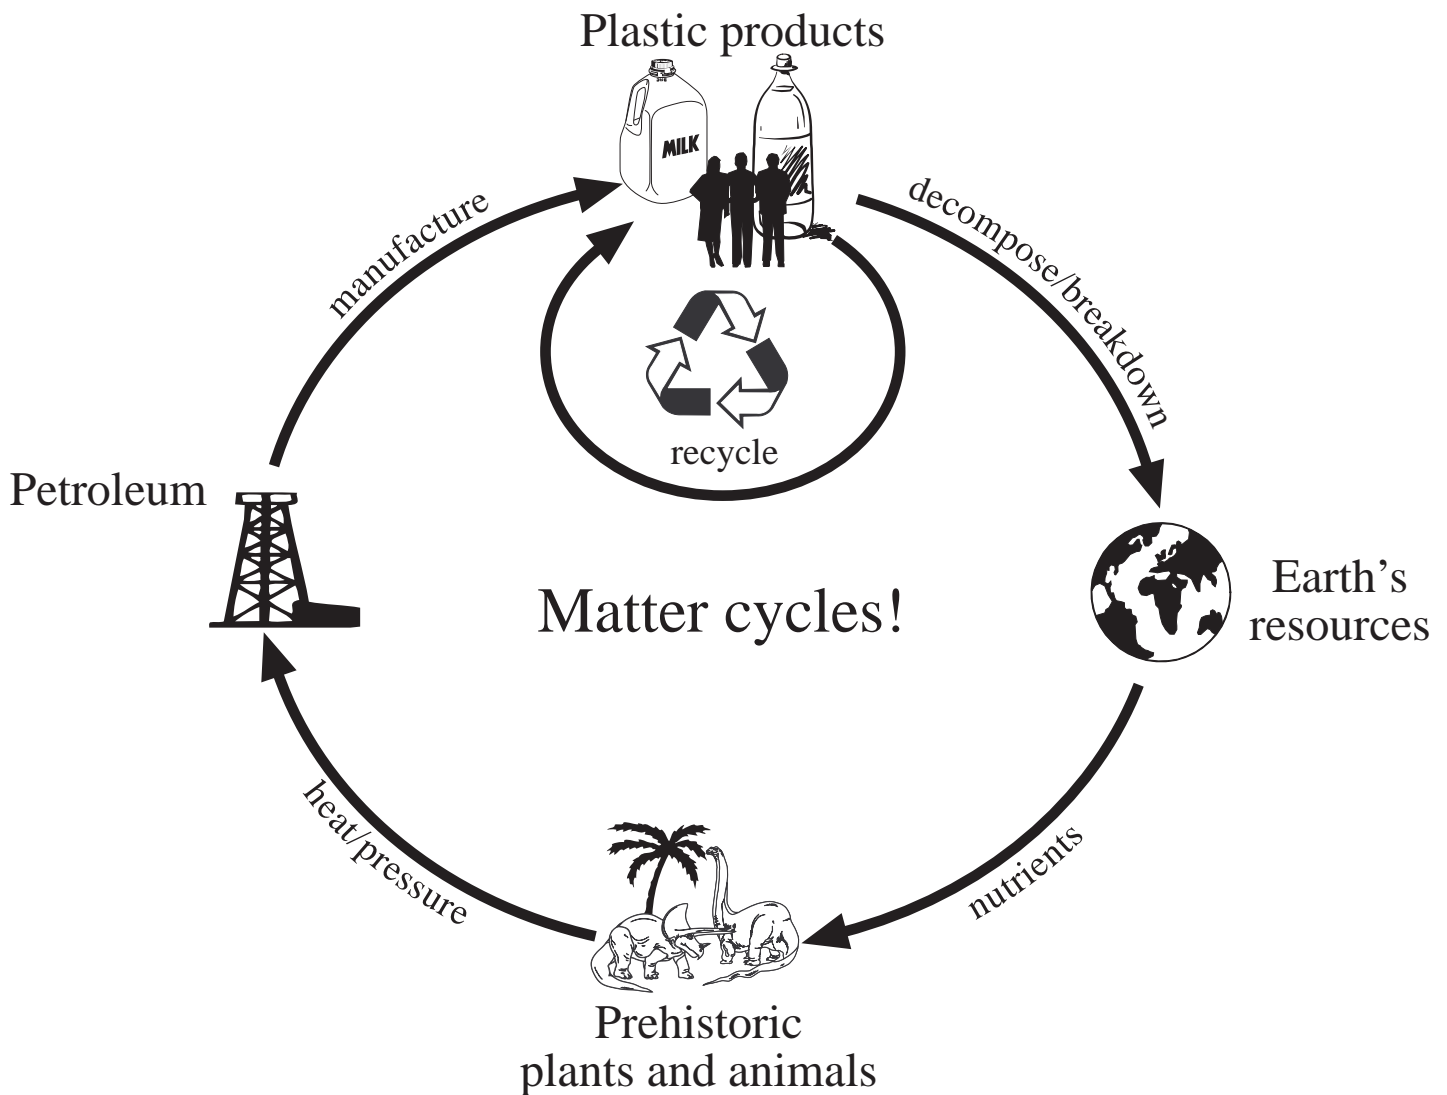 Plastic products
MILK
manufacture
decompose/breakdown
recycle
Petroleum
Earth’s
resources
Matter cycles!
heat/pressure
nutrients
Prehistoric
plants and animals